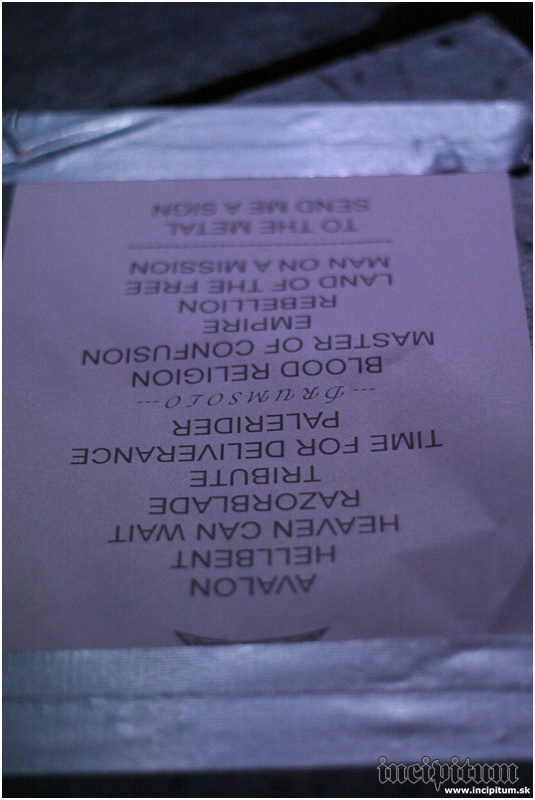 AVALON
HELLBENT
HEAVEN CAN WAIT
RAZORBLADE
TRIBUTE
TIME FOR DELIVERANCE
PALERIDER
---DRUMSOLO---
BLOOD RELIGION
MASTER OF CONFUSION
EMPIRE
REBELLION
LAND OF THE FREE
MAN ON A MISSION
TO THE METAL
SEND ME A SIGN
incipitum
www.incipitum.sk